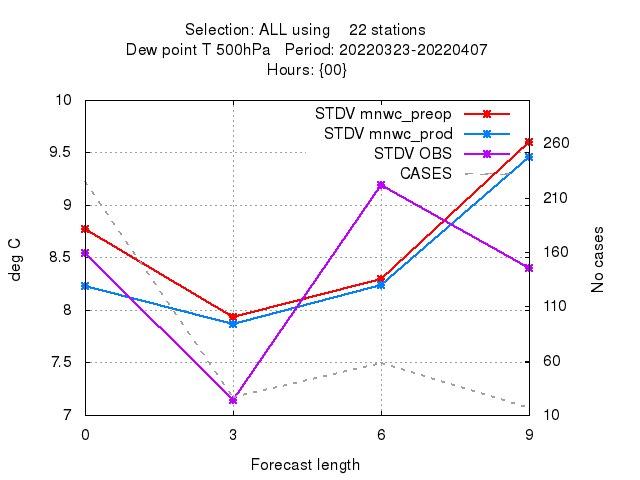 Selection: ALL using 22 stations
Dew point T 500hPa Period: 20220323-20220407
Hours: {00}
STDV mnwc_preop
STDV mnwc_prod
STDV OBS
CASES
10
9.5
9
8.5
8
7.5
7
260
210
160
110
60
10
deg C
No cases
0 3 6 9
Forecast length